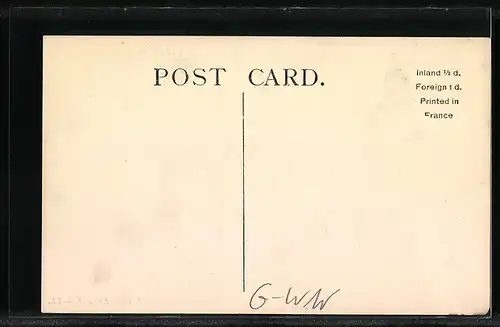 POST CARD.
Inland ½ d.
Foreign 1 d.
Printed in
France
G-WW